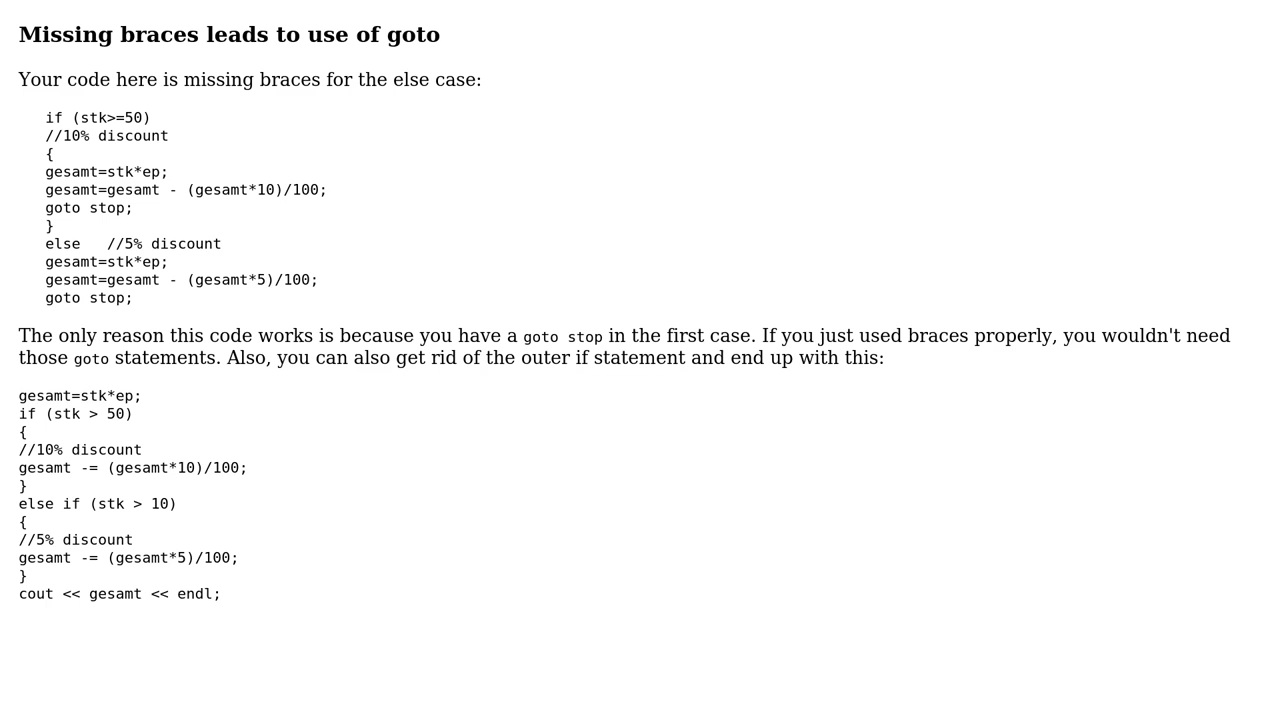 Missing braces leads to use of goto
Your code here is missing braces for the else case:
if (stk>=50)
//10% discount
{
gesamt=stk*ep;
gesamt=gesamt - (gesamt*10)/100;
goto stop;
}
else   //5% discount
gesamt=stk*ep;
gesamt=gesamt - (gesamt*5)/100;
goto stop;
The only reason this code works is because you have a goto stop in the first case. If you just used braces properly, you wouldn't need
those goto statements. Also, you can also get rid of the outer if statement and end up with this:
gesamt=stk*ep;
if (stk > 50)
{
//10% discount
gesamt -= (gesamt*10)/100;
}
else if (stk > 10)
{
//5% discount
gesamt -= (gesamt*5)/100;
}
cout << gesamt << endl;